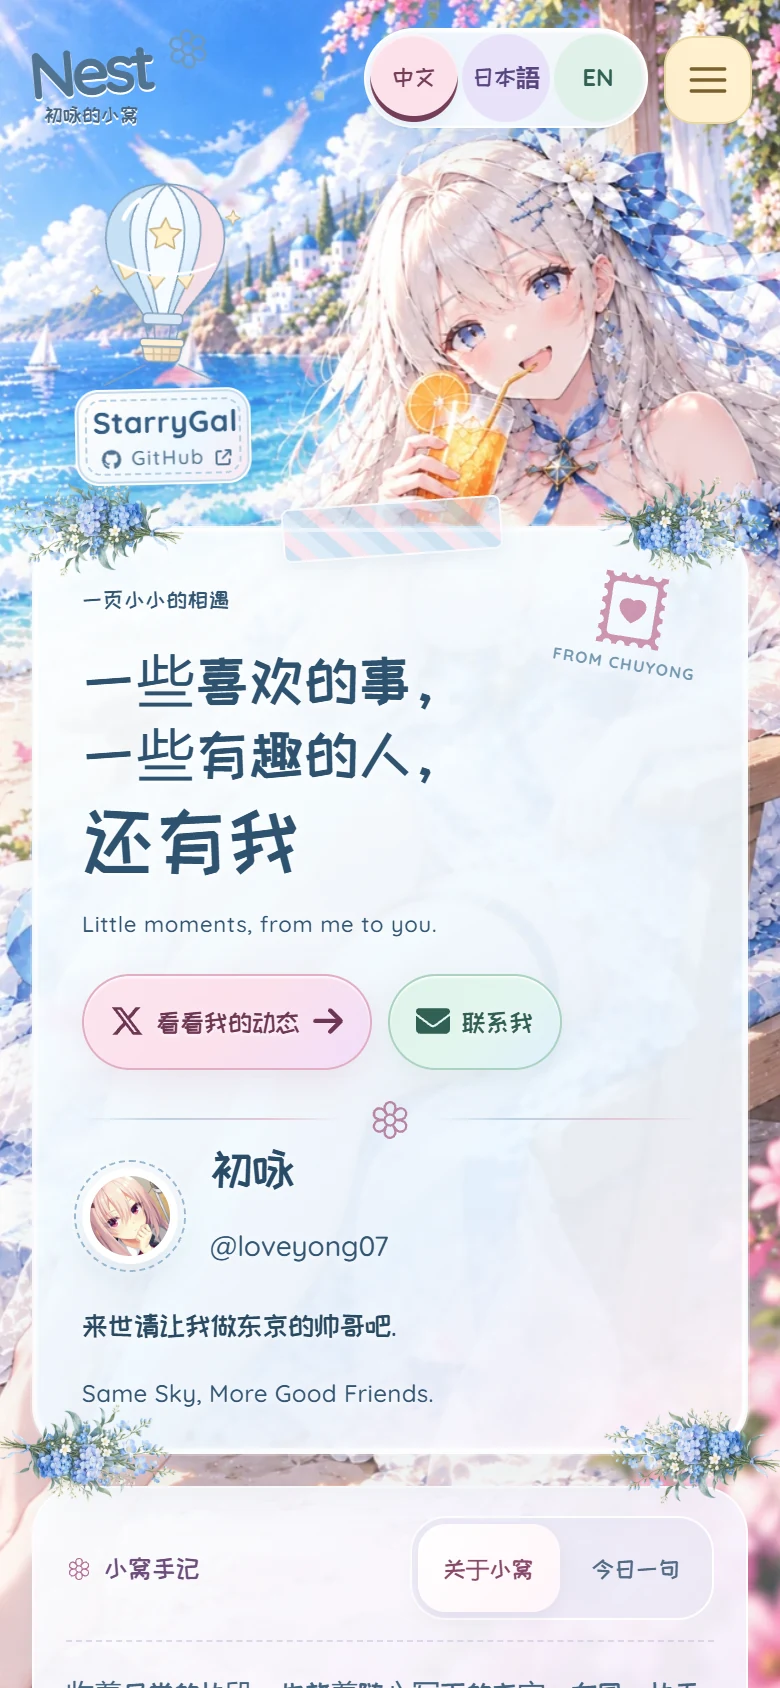 Nest
初咏的小窝
中文 日本語 EN
StarryGal
GitHub
一页小小的相遇
FROM CHUYONG
一些喜欢的事，
一些有趣的人，
还有我
Little moments, from me to you.
看看我的动态 联系我
初咏
@loveyong07
来世请让我做东京的帅哥吧.
Same Sky, More Good Friends.
小窝手记 关于小窝 今日一句